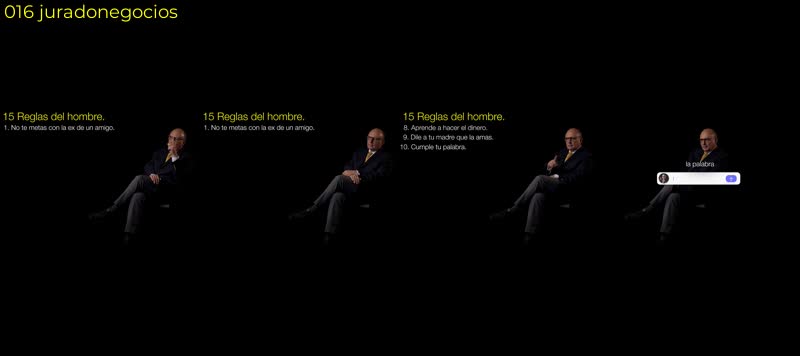 016 juradonegocios
15 Reglas del hombre.
1. No te metas con la ex de un amigo.
15 Reglas del hombre.
1. No te metas con la ex de un amigo.
15 Reglas del hombre.
8. Aprende a hacer el dinero.
9. Dile a tu madre que la amas.
10. Cumple tu palabra.
la palabra